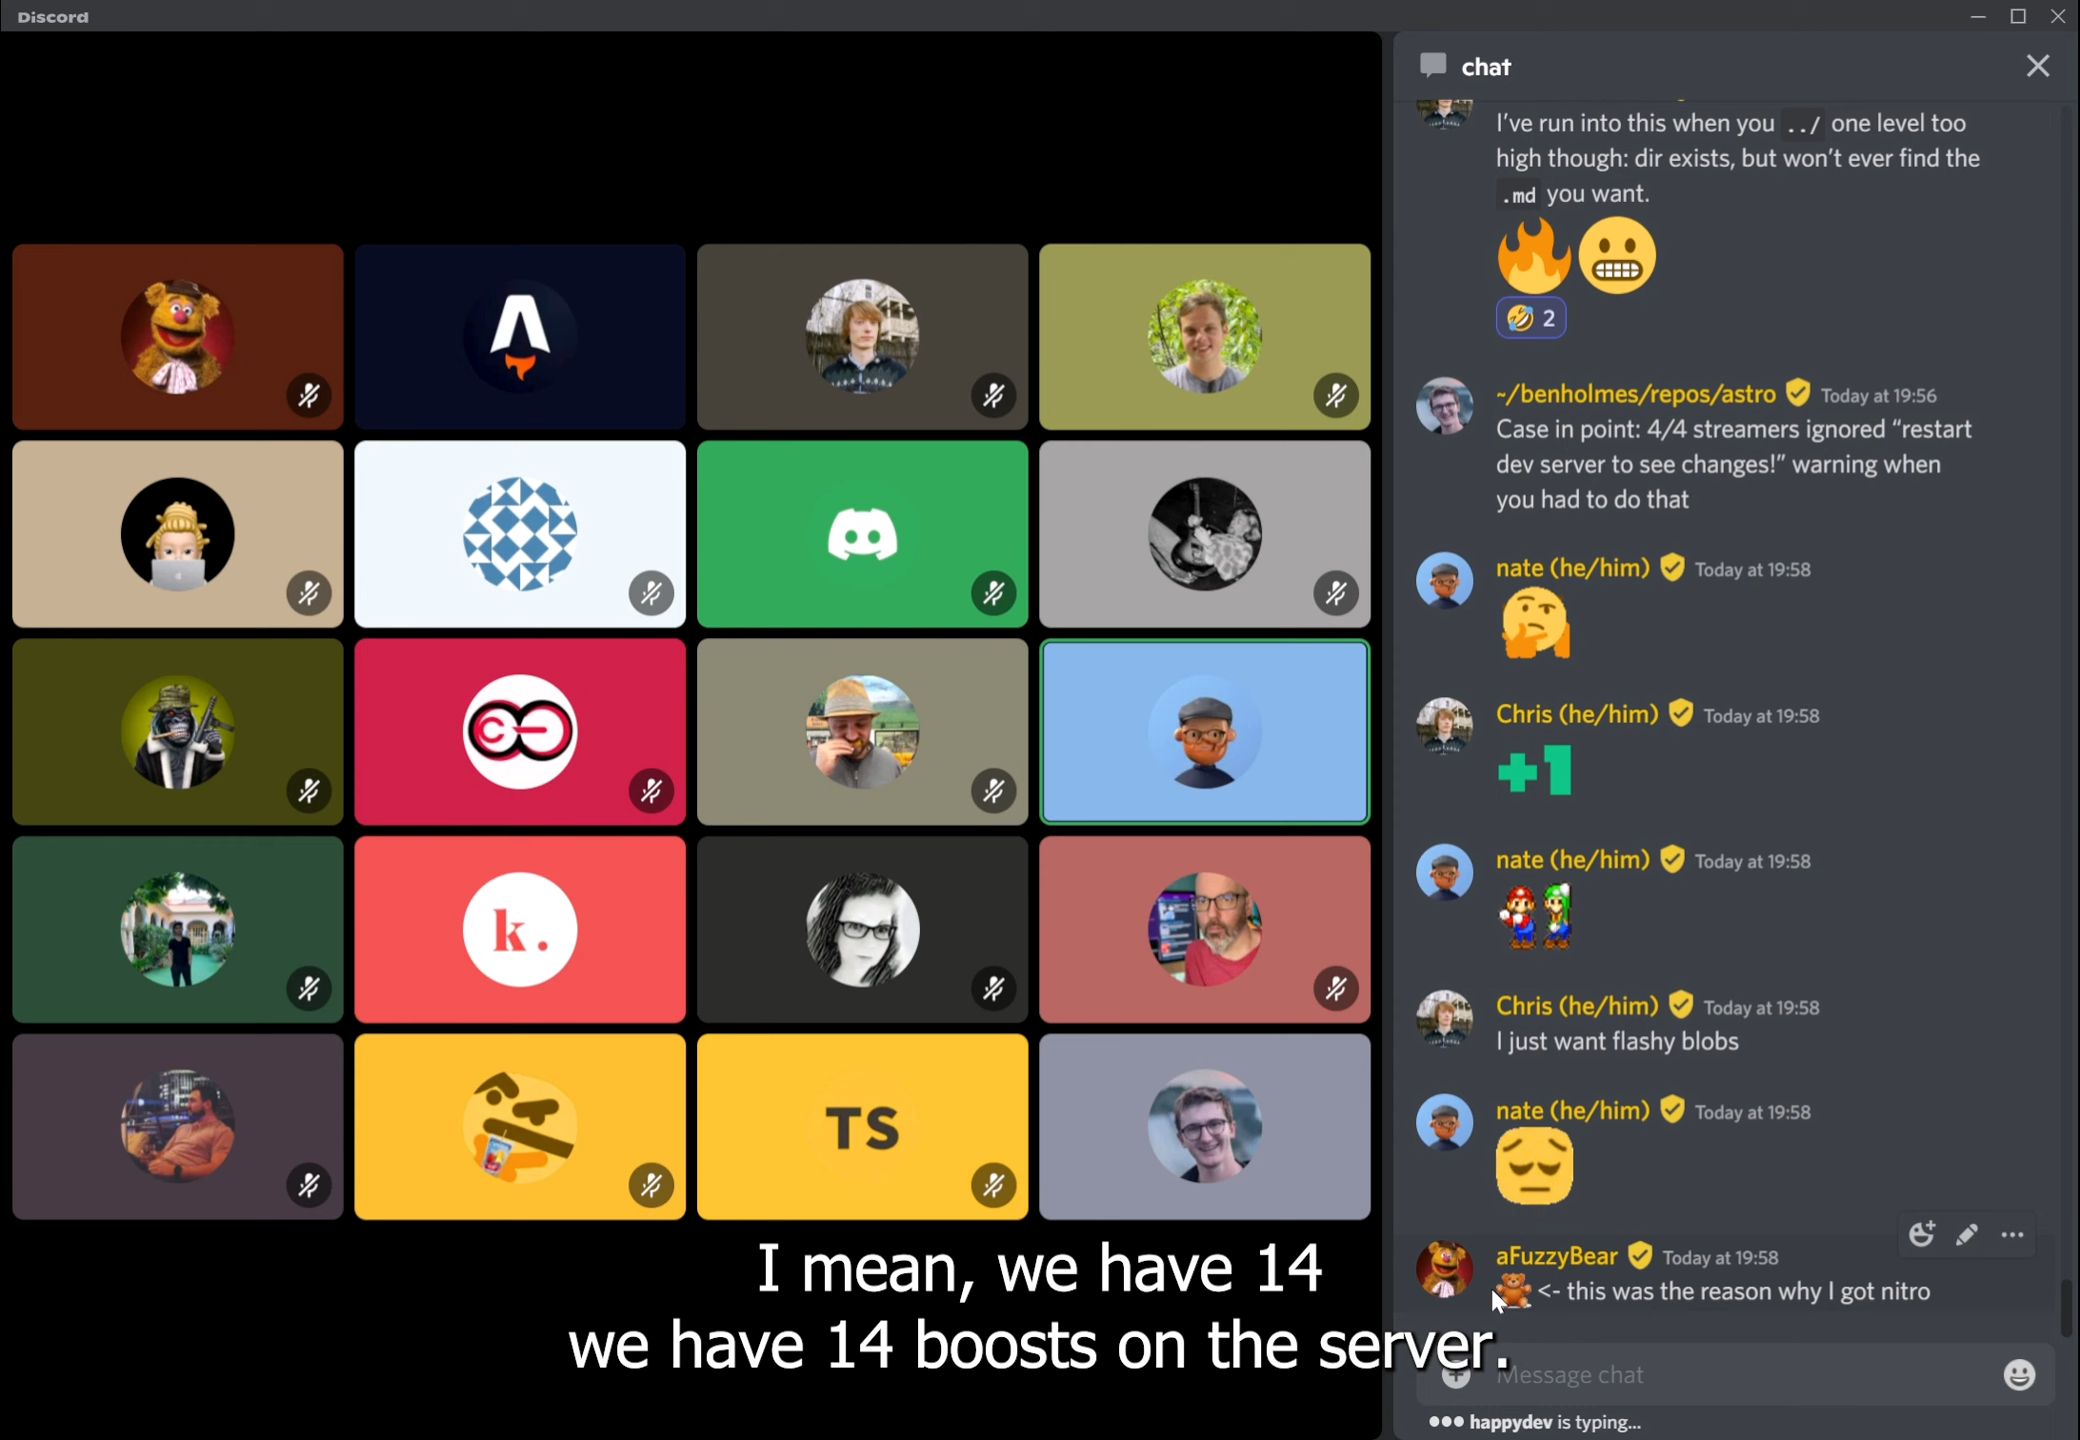 Discord
chat
I've run into this when you ../ one level too
high though: dir exists, but won't ever find the
.md you want.
2
~/benholmes/repos/astro Today at 19:56
Case in point: 4/4 streamers ignored “restart
dev server to see changes!” warning when
you had to do that
nate (he/him) Today at 19:58
Chris (he/him) Today at 19:58
+1
nate (he/him) Today at 19:58
Chris (he/him) Today at 19:58
I just want flashy blobs
nate (he/him) Today at 19:58
aFuzzyBear Today at 19:58
<- this was the reason why I got nitro
Message chat
happydev is typing...
k.
TS
I mean, we have 14
we have 14 boosts on the server.